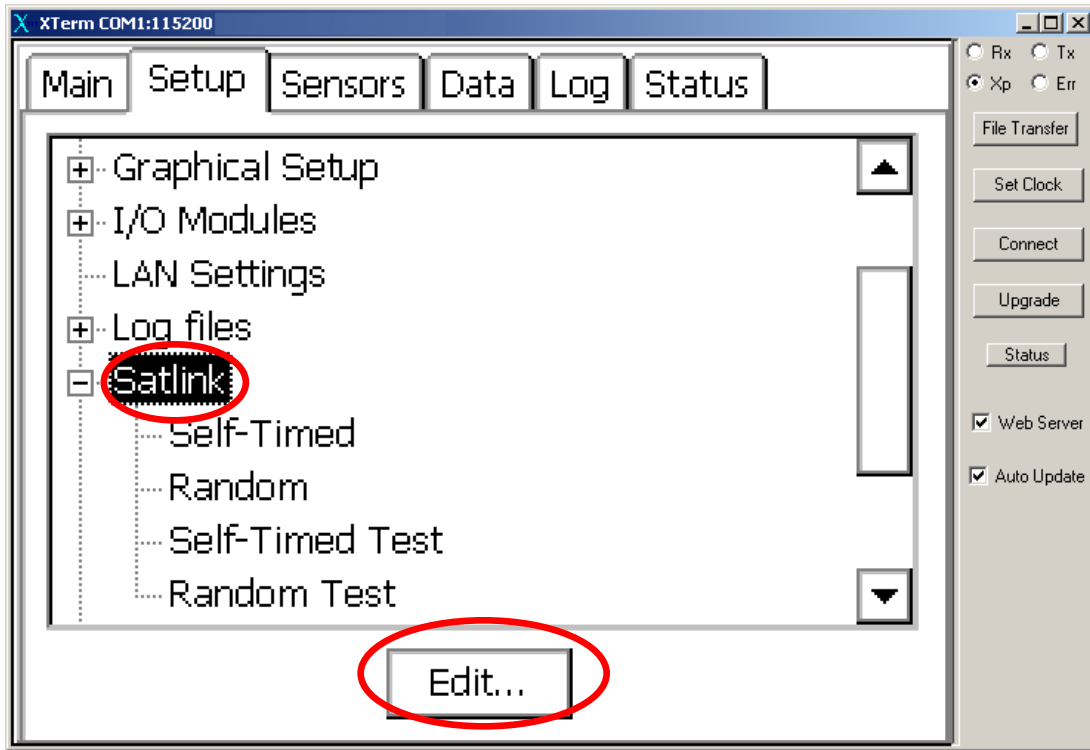 XTerm COM1:115200
Main Setup Sensors Data Log Status
Graphical Setup
I/O Modules
LAN Settings
Log files
Satlink
Self-Timed
Random
Self-Timed Test
Random Test
Edit...
Rx Tx
Xp Err
File Transfer
Set Clock
Connect
Upgrade
Status
Web Server
Auto Update